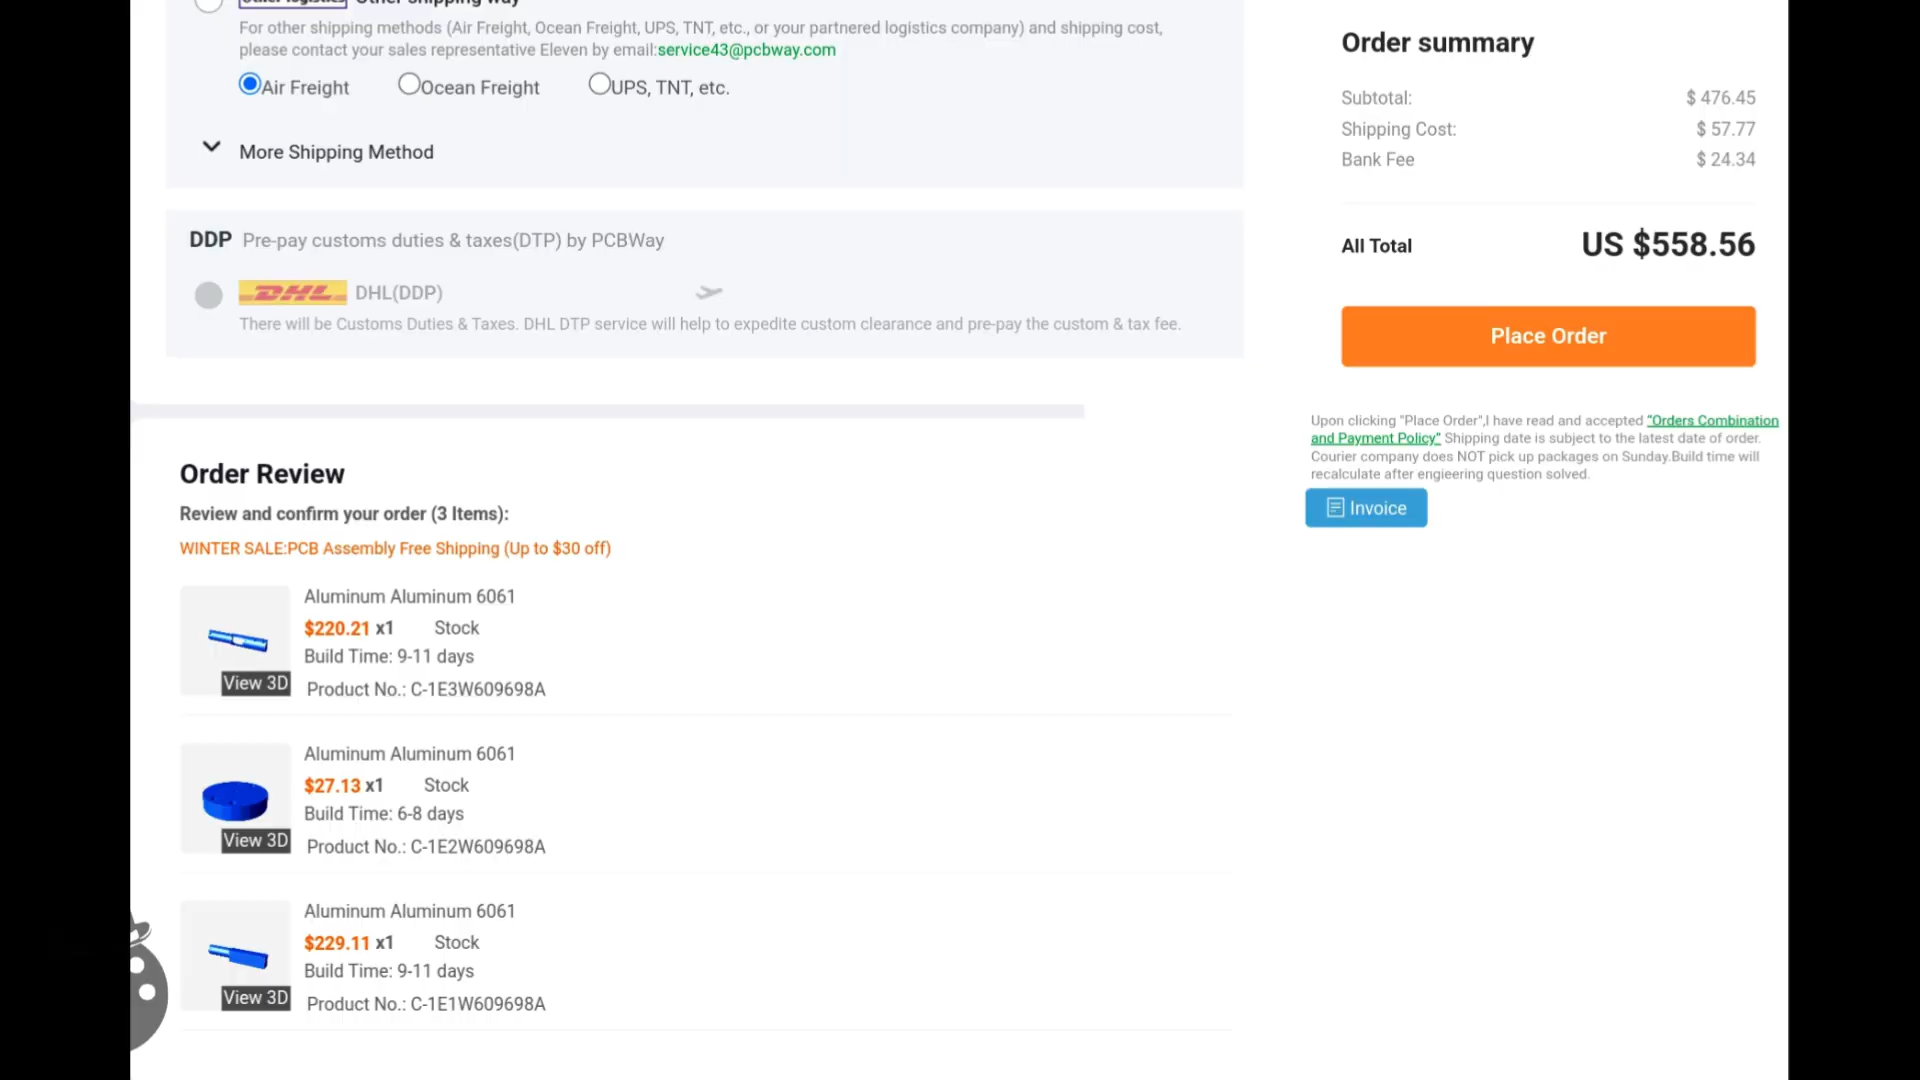 Other shipping way
For other shipping methods (Air Freight, Ocean Freight, UPS, TNT, etc., or your partnered logistics company) and shipping cost,
please contact your sales representative Eleven by email:service43@pcbway.com
Air Freight Ocean Freight UPS, TNT, etc.
More Shipping Method
DDP Pre-pay customs duties & taxes(DTP) by PCBWay
DHL DHL(DDP)
There will be Customs Duties & Taxes. DHL DTP service will help to expedite custom clearance and pre-pay the custom & tax fee.
Order Review
Review and confirm your order (3 Items):
WINTER SALE:PCB Assembly Free Shipping (Up to $30 off)
Aluminum Aluminum 6061
$220.21 x1 Stock
Build Time: 9-11 days
View 3D
Product No.: C-1E3W609698A
Aluminum Aluminum 6061
$27.13 x1 Stock
Build Time: 6-8 days
View 3D
Product No.: C-1E2W609698A
Aluminum Aluminum 6061
$229.11 x1 Stock
Build Time: 9-11 days
View 3D
Product No.: C-1E1W609698A
Order summary
Subtotal: $ 476.45
Shipping Cost: $ 57.77
Bank Fee $ 24.34
All Total US $558.56
Place Order
Upon clicking "Place Order",I have read and accepted “Orders Combination
and Payment Policy” Shipping date is subject to the latest date of order.
Courier company does NOT pick up packages on Sunday.Build time will
recalculate after engieering question solved.
Invoice